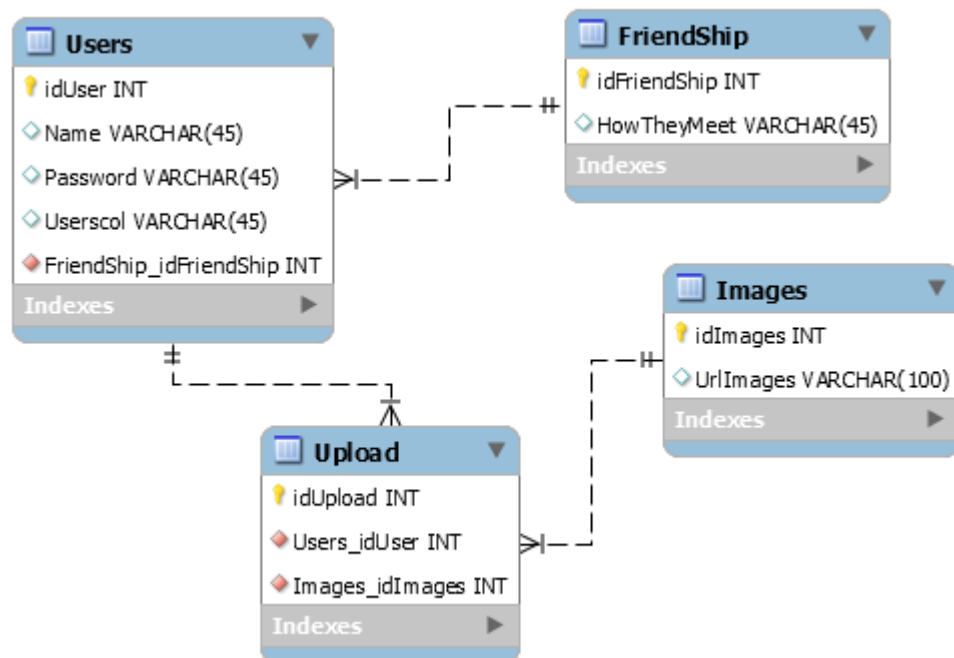 Users
idUser INT
Name VARCHAR(45)
Password VARCHAR(45)
Userscol VARCHAR(45)
FriendShip_idFriendShip INT
Indexes
FriendShip
idFriendShip INT
HowTheyMeet VARCHAR(45)
Indexes
Images
idImages INT
UrlImages VARCHAR(100)
Indexes
Upload
idUpload INT
Users_idUser INT
Images_idImages INT
Indexes